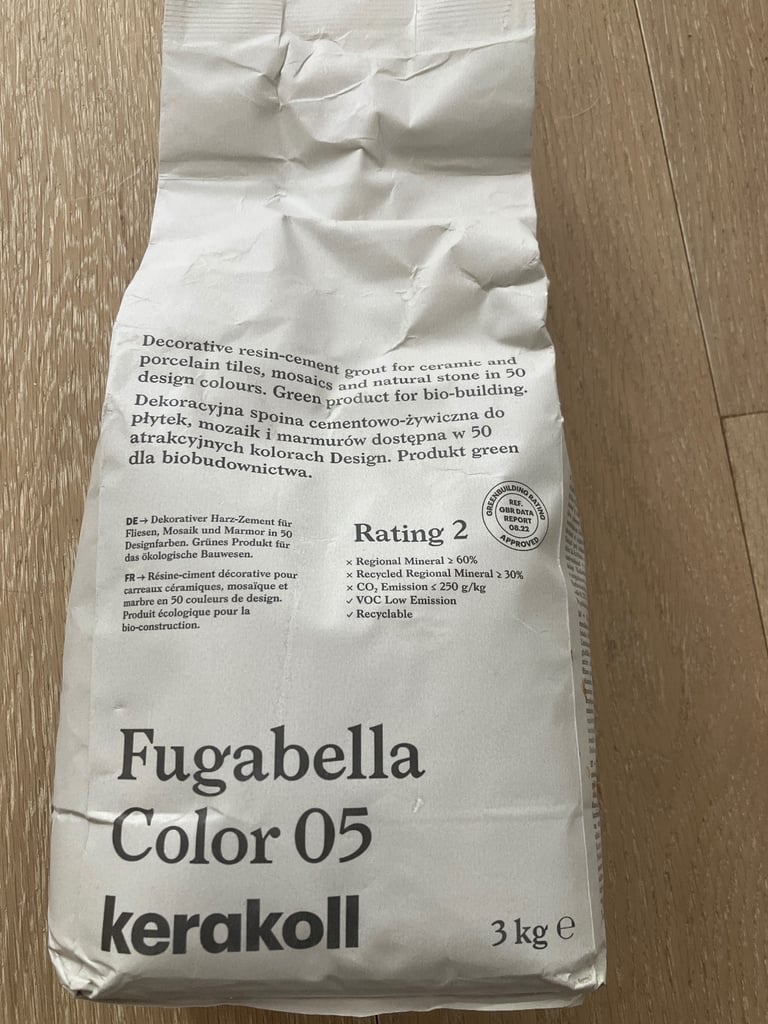 Decorative resin-cement grout for ceramic and
porcelain tiles, mosaics and natural stone in 50
design colours. Green product for bio-building.
Dekoracyjna spoina cementowo-żywiczna do
płytek, mozaik i marmurów dostępna w 50
atrakcyjnych kolorach Design. Produkt green
dla biobudownictwa.
DE → Dekorativer Harz-Zement für
Fliesen, Mosaik und Marmor in 50
Designfarben. Grünes Produkt für
das ökologische Bauwesen.
FR → Résine-ciment décorative pour
carreaux céramiques, mosaïque et
marbre en 50 couleurs de design.
Produit écologique pour la
bio-construction.
GREENBUILDING RATING
REF.
GBR DATA
REPORT
08.22
APPROVED
Rating 2
× Regional Mineral ≥ 60%
× Recycled Regional Mineral ≥ 30%
× CO₂ Emission ≤ 250 g/kg
✓ VOC Low Emission
✓ Recyclable
Fugabella
Color 05
kerakoll
3 kg ℮